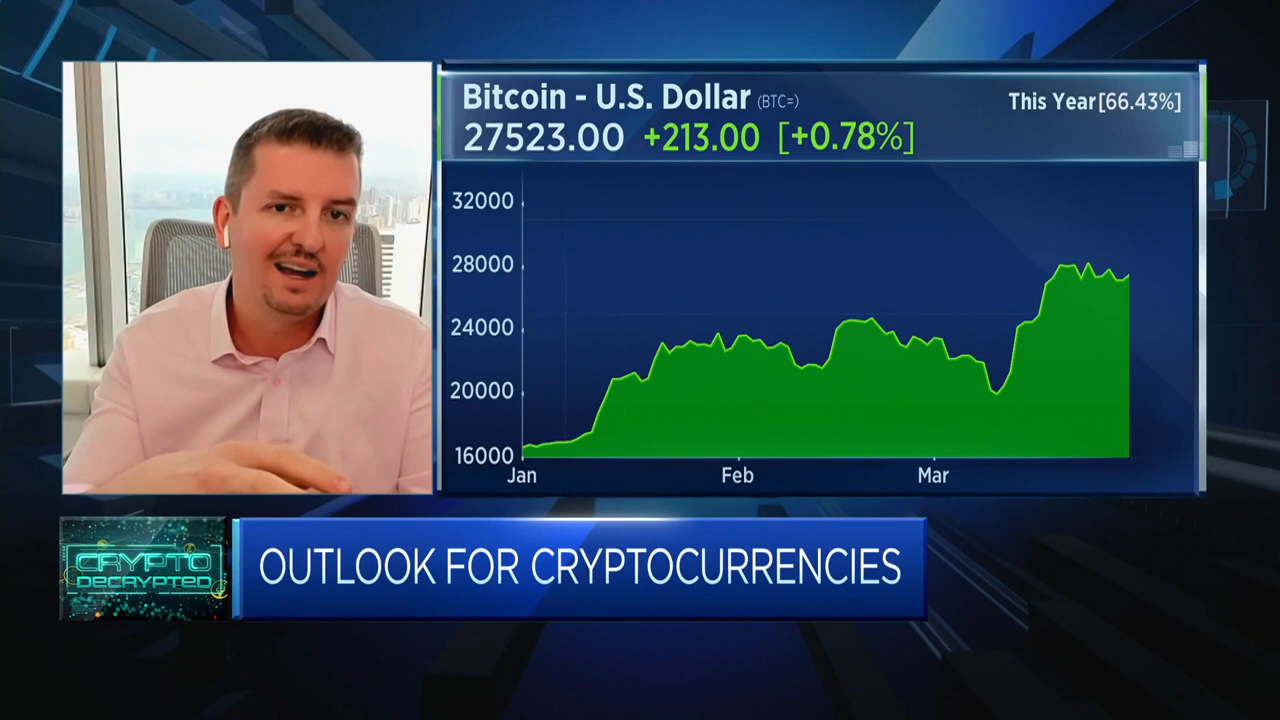 Bitcoin - U.S. Dollar (BTC=)
This Year [66.43%]
27523.00 +213.00 [+0.78%]
32000
28000
24000
20000
16000
Jan Feb Mar
CRYPTO
DECRYPTED
OUTLOOK FOR CRYPTOCURRENCIES